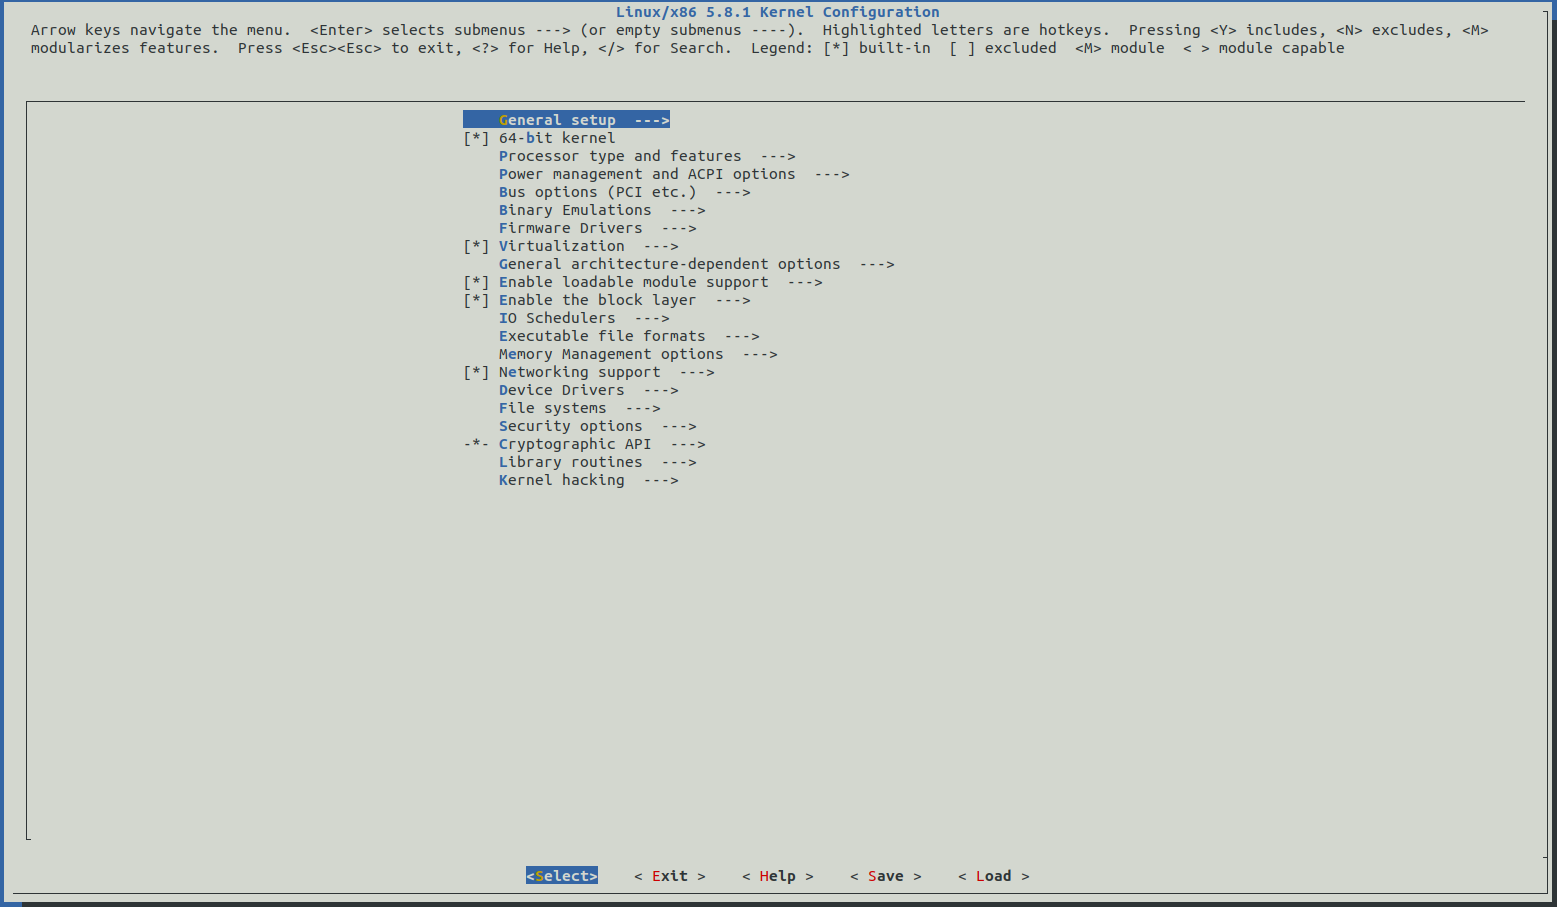 Linux/x86 5.8.1 Kernel Configuration
Arrow keys navigate the menu.  <Enter> selects submenus ---> (or empty submenus ----).  Highlighted letters are hotkeys.  Pressing <Y> includes, <N> excludes, <M>
modularizes features.  Press <Esc><Esc> to exit, <?> for Help, </> for Search.  Legend: [*] built-in  [ ] excluded  <M> module  < > module capable
General setup  --->
[*] 64-bit kernel
Processor type and features  --->
Power management and ACPI options  --->
Bus options (PCI etc.)  --->
Binary Emulations  --->
Firmware Drivers  --->
[*] Virtualization  --->
General architecture-dependent options  --->
[*] Enable loadable module support  --->
[*] Enable the block layer  --->
IO Schedulers  --->
Executable file formats  --->
Memory Management options  --->
[*] Networking support  --->
Device Drivers  --->
File systems  --->
Security options  --->
-*- Cryptographic API  --->
Library routines  --->
Kernel hacking  --->
<Select>    < Exit >    < Help >    < Save >    < Load >